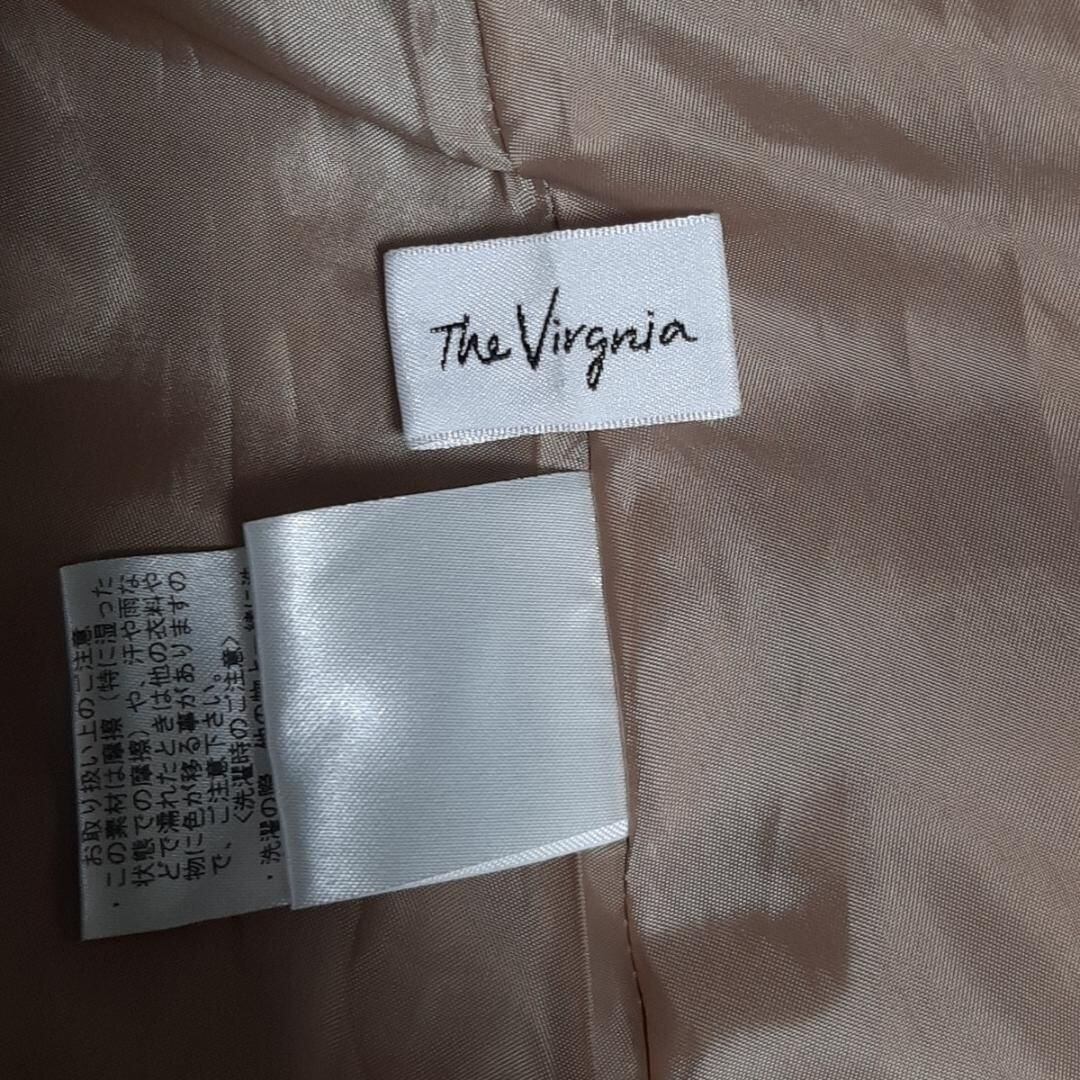 The Virgnia
お取り扱い上のご注意
・この素材は摩擦（特に湿った
状態での摩擦）や、汗や雨な
どで濡れたときは他の衣料や
物に色が移る事がありますの
で、ご注意下さい。
〈洗濯時のご注意〉
・洗濯の際